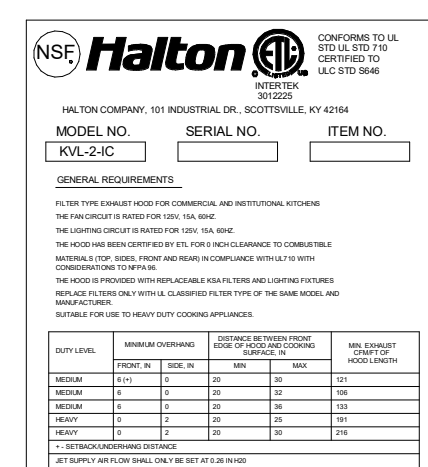 NSF. Halton ETL LISTED
CONFORMS TO UL
STD UL STD 710
CERTIFIED TO
ULC STD S646
INTERTEK
3012225
HALTON COMPANY, 101 INDUSTRIAL DR., SCOTTSVILLE, KY 42164
MODEL NO. SERIAL NO. ITEM NO.
KVL-2-IC
GENERAL REQUIREMENTS
FILTER TYPE EXHAUST HOOD FOR COMMERCIAL AND INSTITUTIONAL KITCHENS
THE FAN CIRCUIT IS RATED FOR 125V, 15A, 60HZ.
THE LIGHTING CIRCUIT IS RATED FOR 125V, 15A, 60HZ.
THE HOOD HAS BEEN CERTIFIED BY ETL FOR 0 INCH CLEARANCE TO COMBUSTIBLE
MATERIALS (TOP, SIDES, FRONT AND REAR) IN COMPLIANCE WITH UL710 WITH
CONSIDERATIONS TO NFPA 96.
THE HOOD IS PROVIDED WITH REPLACEABLE KSA FILTERS AND LIGHTING FIXTURES
REPLACE FILTERS ONLY WITH UL CLASSIFIED FILTER TYPE OF THE SAME MODEL AND
MANUFACTURER.
SUITABLE FOR USE TO HEAVY DUTY COOKING APPLIANCES.
DUTY LEVEL MINIMUM OVERHANG DISTANCE BETWEEN FRONT EDGE OF HOOD AND COOKING SURFACE, IN MIN. EXHAUST CFM/FT OF HOOD LENGTH
FRONT, IN SIDE, IN MIN MAX
MEDIUM 6 (+) 0 20 30 121
MEDIUM 6 0 20 32 106
MEDIUM 6 0 20 36 133
HEAVY 0 2 20 25 191
HEAVY 0 2 20 30 216
+ - SETBACK/UNDERHANG DISTANCE
JET SUPPLY AIR FLOW SHALL ONLY BE SET AT 0.26 IN H20